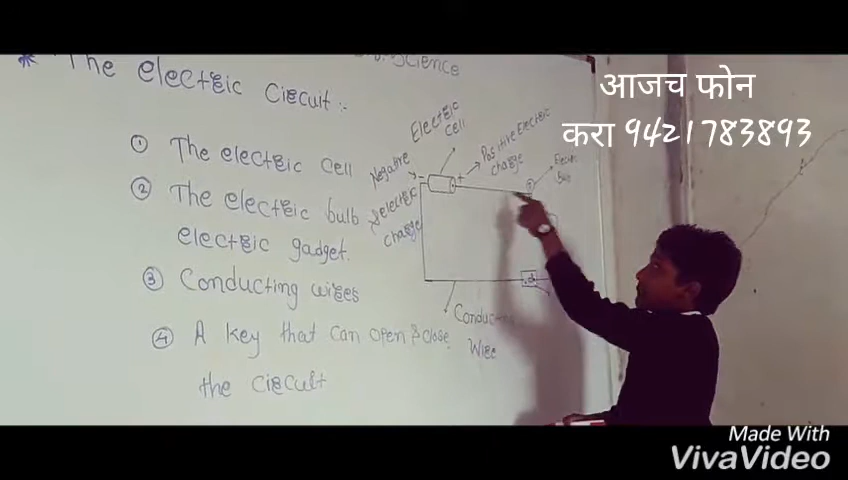 Science
* The electric circuit :-
① The electric cell
② The electric bulb
electric gadget.
③ Conducting wires
④ A key that can open & close
the circuit
Electric
cell
Positive Electric
charge
Negative
electric
charge
Electric
Bulb
Conducting
Wire
आजच फोन
करा 9421783893
Made With
VivaVideo